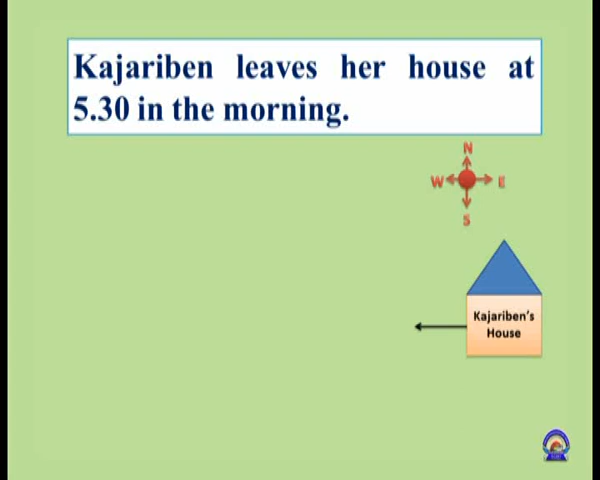 Kajariben leaves her house at
5.30 in the morning.
N
W E
S
Kajariben's
House